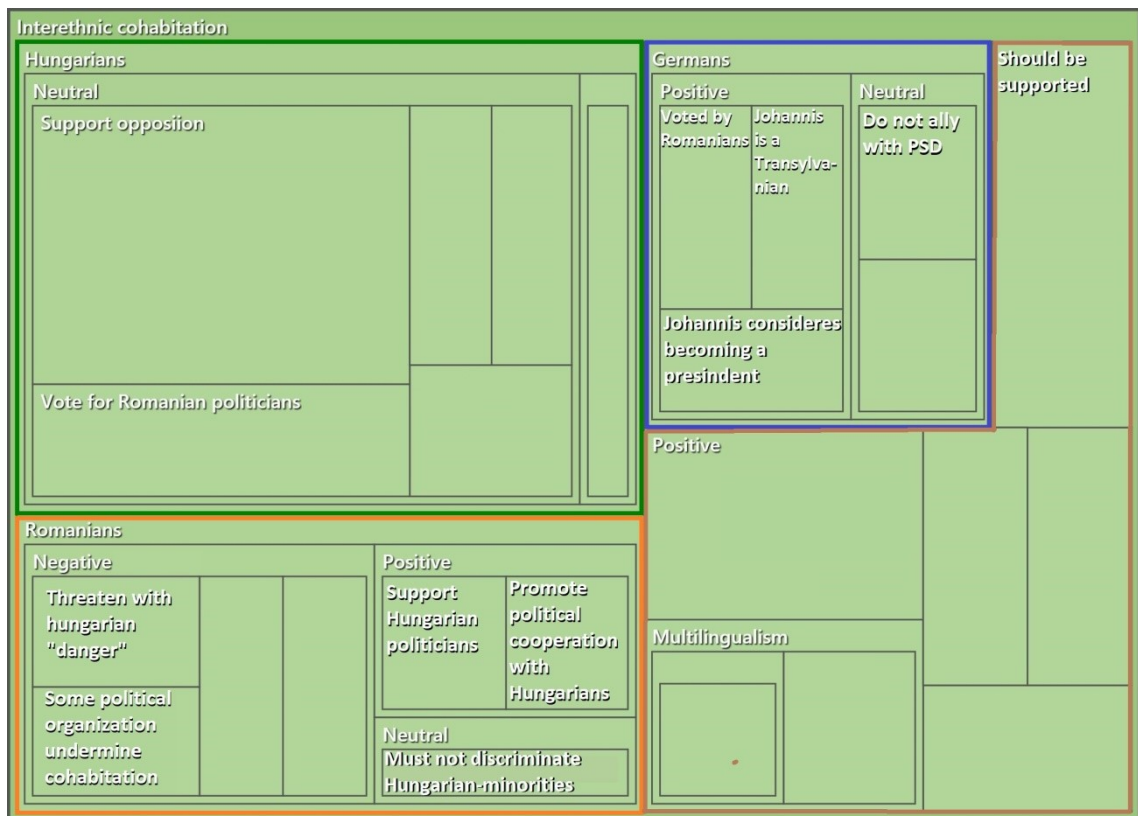 Interethnic cohabitation
Hungarians
Neutral
Support opposiion
Vote for Romanian politicians
Germans
Positive
Voted by
Romanians
Johannis
is a
Transylva-
nian
Johannis consideres
becoming a
presindent
Neutral
Do not ally
with PSD
Should be
supported
Romanians
Negative
Threaten with
hungarian
"danger"
Some political
organization
undermine
cohabitation
Positive
Support
Hungarian
politicians
Promote
political
cooperation
with
Hungarians
Neutral
Must not discriminate
Hungarian-minorities
Positive
Multilingualism